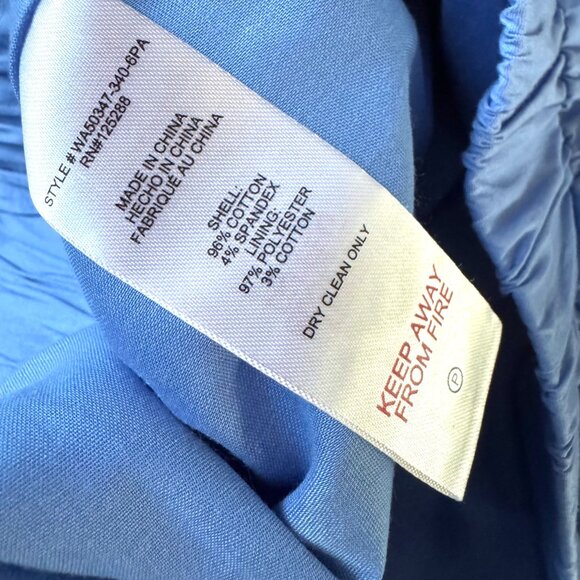 STYLE # WA50347-340-6PA
RN#125288
MADE IN CHINA
HECHO EN CHINA
FABRIQUÉ AU CHINA
SHELL:
96% COTTON
4% SPANDEX
LINING:
97% POLYESTER
3% COTTON
DRY CLEAN ONLY
KEEP AWAY
FROM FIRE
P